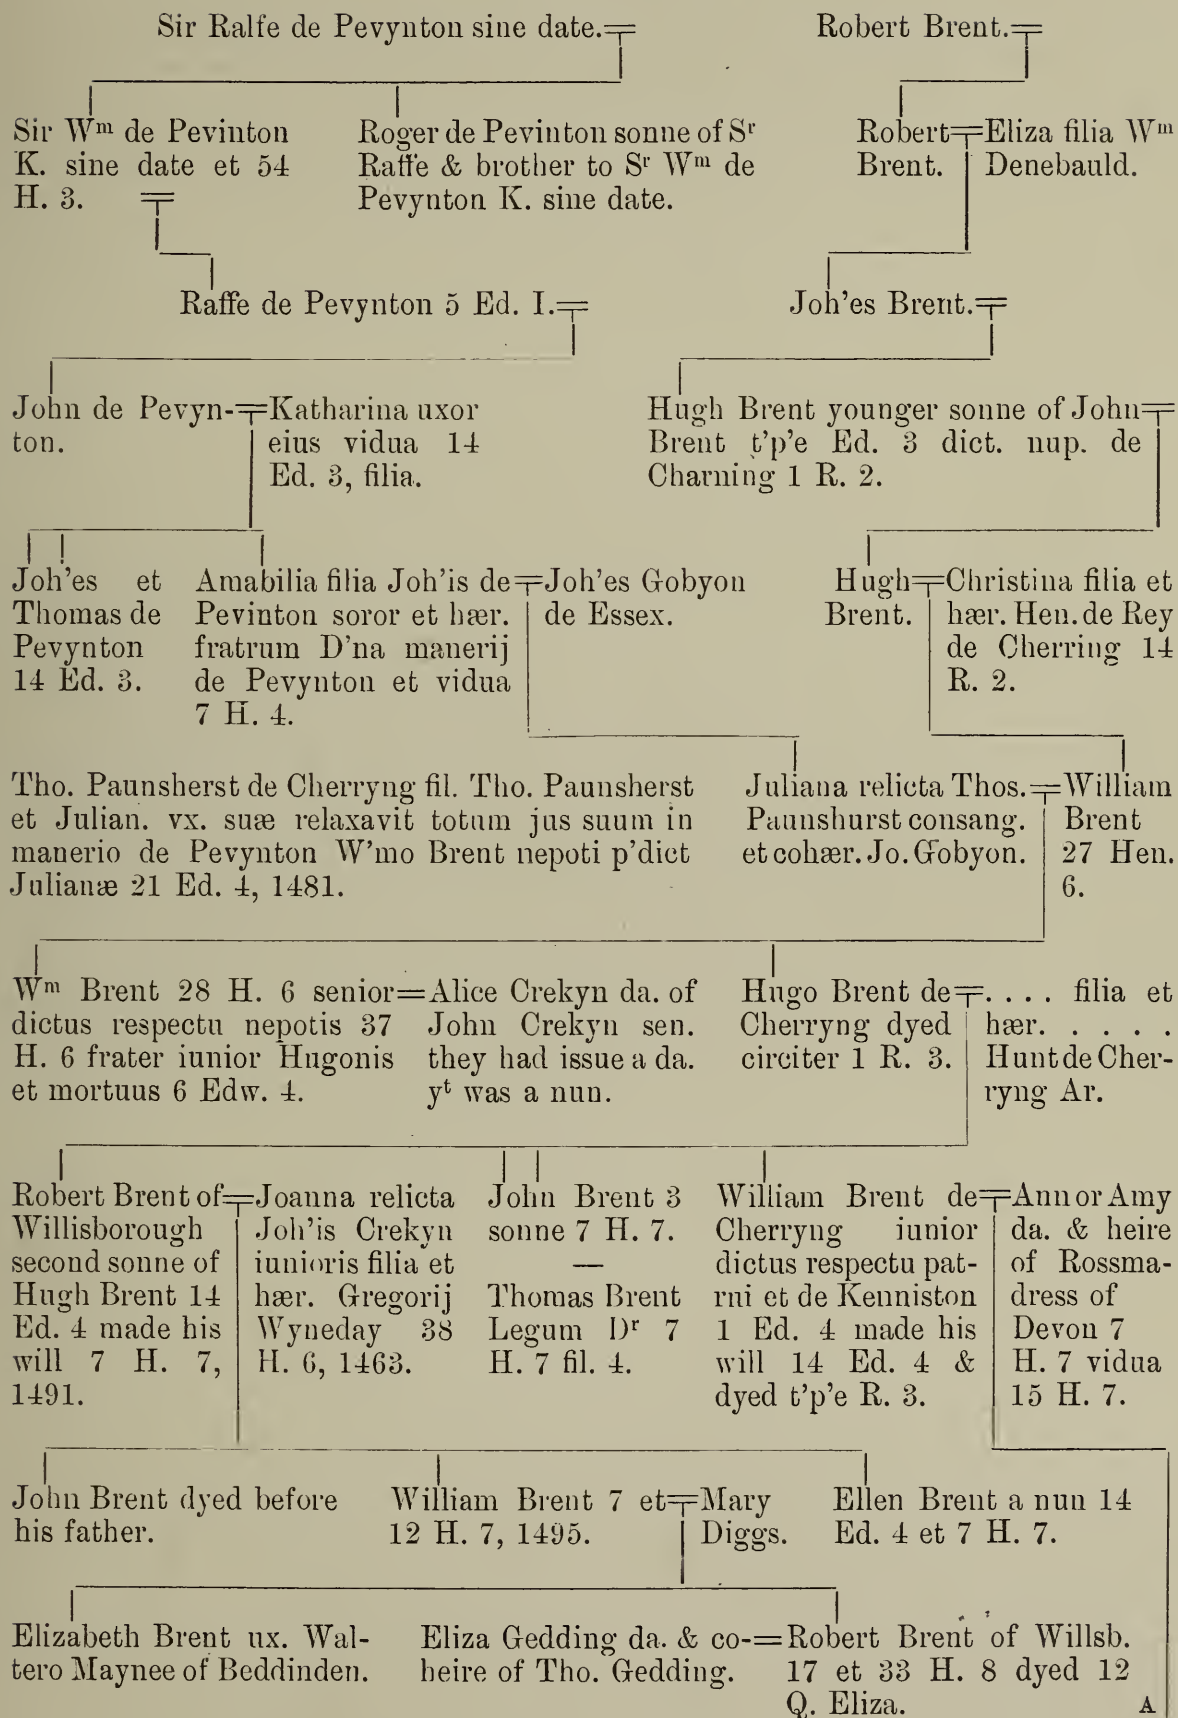 Sir Ralfe de Pevynton sine date.
Robert Brent.
Sir Wᵐ de Pevinton
K. sine date et 54
H. 3.
Roger de Pevinton sonne of Sʳ
Raffe & brother to Sʳ Wᵐ de
Pevynton K. sine date.
Robert
Brent.
Eliza filia Wᵐ
Denebauld.
Raffe de Pevynton 5 Ed. I.
Joh'es Brent.
John de Pevyn-
ton.
Katharina uxor
eius vidua 14
Ed. 3, filia.
Hugh Brent younger sonne of John
Brent t'p'e Ed. 3 dict. nup. de
Charning 1 R. 2.
Joh'es et
Thomas de
Pevynton
14 Ed. 3.
Amabilia filia Joh'is de
Pevinton soror et hær.
fratrum D'na manerij
de Pevynton et vidua
7 H. 4.
Joh'es Gobyon
de Essex.
Hugh
Brent.
Christina filia et
hær. Hen. de Rey
de Cherring 14
R. 2.
Tho. Paunsherst de Cherryng fil. Tho. Paunsherst
et Julian. vx. suæ relaxavit totum jus suum in
manerio de Pevynton W'mo Brent nepoti p'dict
Julianæ 21 Ed. 4, 1481.
Juliana relicta Thos.
Paunshurst consang.
et cohær. Jo. Gobyon.
William
Brent
27 Hen.
6.
Wᵐ Brent 28 H. 6 senior
dictus respectu nepotis 37
H. 6 frater iunior Hugonis
et mortuus 6 Edw. 4.
Alice Crekyn da. of
John Crekyn sen.
they had issue a da.
yᵗ was a nun.
Hugo Brent de
Cherryng dyed
circiter 1 R. 3.
. . . . filia et
hær. . . . . .
Hunt de Cher-
ryng Ar.
Robert Brent of
Willisborough
second sonne of
Hugh Brent 14
Ed. 4 made his
will 7 H. 7,
1491.
Joanna relicta
Joh'is Crekyn
iunioris filia et
hær. Gregorij
Wyneday 38
H. 6, 1463.
John Brent 3
sonne 7 H. 7.
—
Thomas Brent
Legum Dʳ 7
H. 7 fil. 4.
William Brent de
Cherryng iunior
dictus respectu pat-
rni et de Kenniston
1 Ed. 4 made his
will 14 Ed. 4 &
dyed t'p'e R. 3.
Ann or Amy
da. & heire
of Rossma-
dress of
Devon 7
H. 7 vidua
15 H. 7.
John Brent dyed before
his father.
William Brent 7 et
12 H. 7, 1495.
Mary
Diggs.
Ellen Brent a nun 14
Ed. 4 et 7 H. 7.
Elizabeth Brent ux. Wal-
tero Maynee of Beddinden.
Eliza Gedding da. & co-
heire of Tho. Gedding.
Robert Brent of Willsb.
17 et 33 H. 8 dyed 12
Q. Eliza.
A